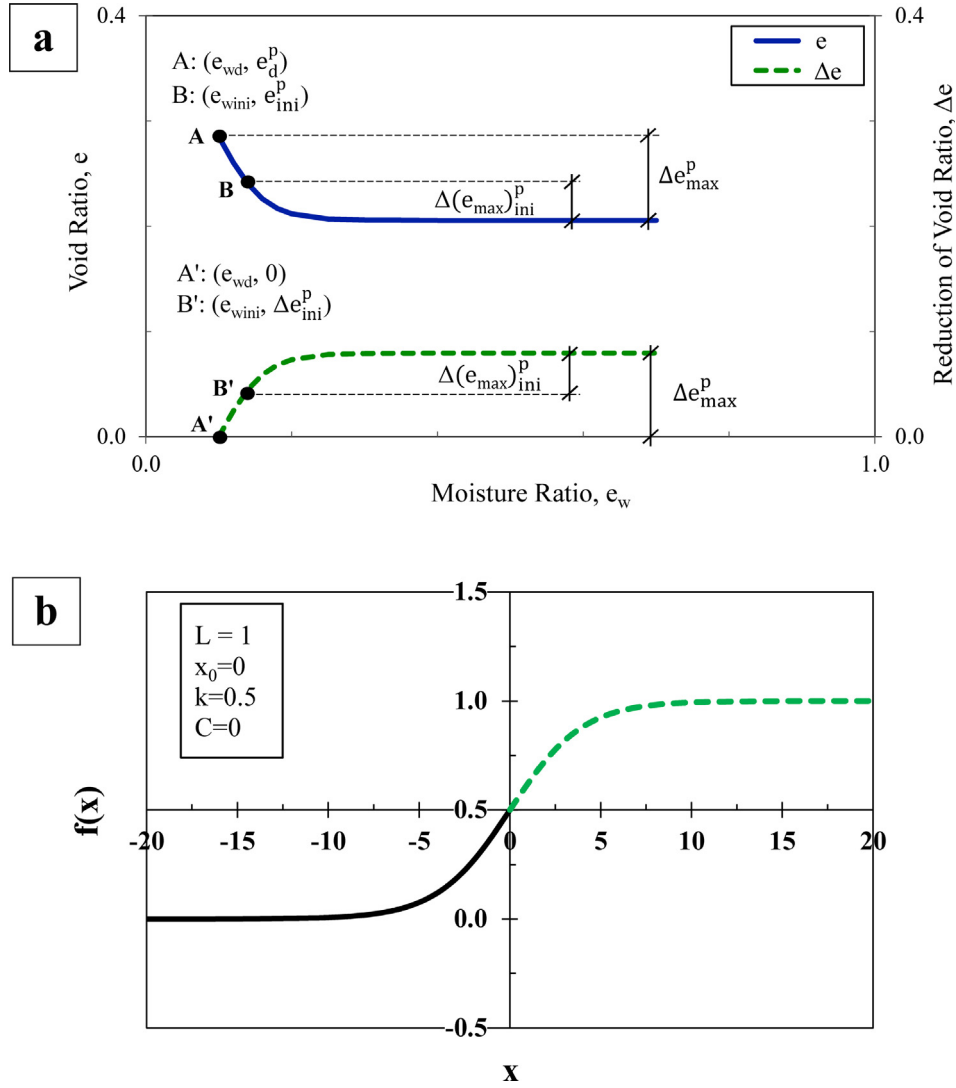 a
0.4
0.4
e
Δe
A: (e_wd, e_d^p)
B: (e_wini, e_ini^p)
A
B
Δ(e_max)_ini^p
Δe_max^p
Void Ratio, e
Reduction of Void Ratio, Δe
A': (e_wd, 0)
B': (e_wini, Δe_ini^p)
B'
Δ(e_max)_ini^p
Δe_max^p
A'
0.0
0.0
0.0
1.0
Moisture Ratio, e_w
b
1.5
L = 1
x_0=0
k=0.5
C=0
1.0
f(x)
0.5
-20 -15 -10 -5 0 5 10 15 20
0.0
-0.5
x